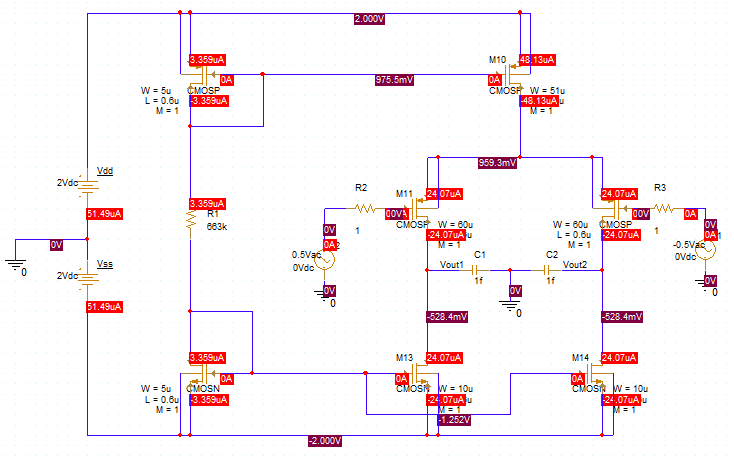 2.000V
3.359uA
M10
-48.13uA
0A
975.5mV
0A
W = 5u
CMOSP
L = 0.6u
-3.359uA
M = 1
CMOSP
W = 51u
-48.13uA
M = 1
959.3mV
Vdd
2Vdc
51.49uA
3.359uA
R1
663k
R2
1
M11
24.07uA
W = 60u
CMOSP
-24.07uA
M = 1
24.07uA
R3
1
0V
0A
W = 60u
CMOSP
L = 0.6u
-24.07uA
M = 1
0V
0A
0.5Vac
0Vdc
0V
0
0V
0A
-0.5Vac
0Vdc
0V
0
0V
0
Vss
2Vdc
51.49uA
C1
Vout1
1f
C2
Vout2
1f
0V
0
-528.4mV
-528.4mV
3.359uA
0A
W = 5u
CMOSN
L = 0.6u
-3.359uA
M = 1
M13
24.07uA
0A
CMOSN
W = 10u
-24.07uA
M = 1
-1.252V
M14
24.07uA
0A
CMOSN
W = 10u
-24.07uA
M = 1
-2.000V